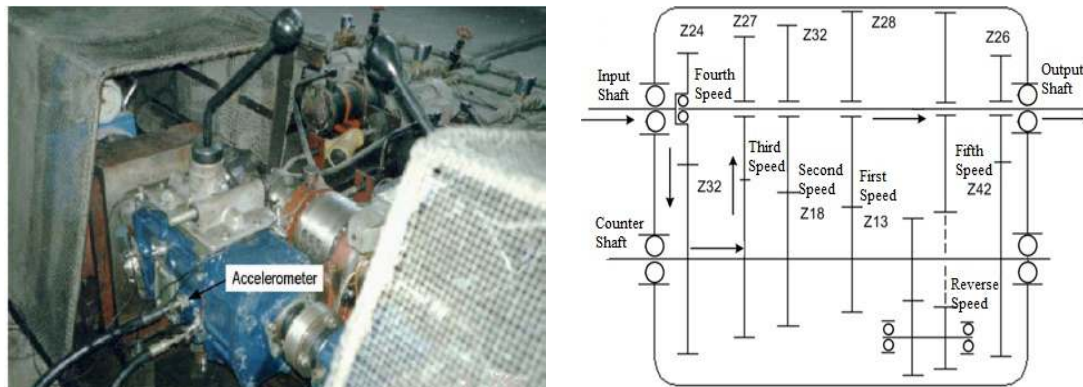 Accelerometer
Z24
Z27
Z32
Z28
Z26
Input
Shaft
Fourth
Speed
Output
Shaft
Third
Speed
Second
Speed
First
Speed
Fifth
Speed
Z32
Z18
Z13
Z42
Counter
Shaft
Reverse
Speed